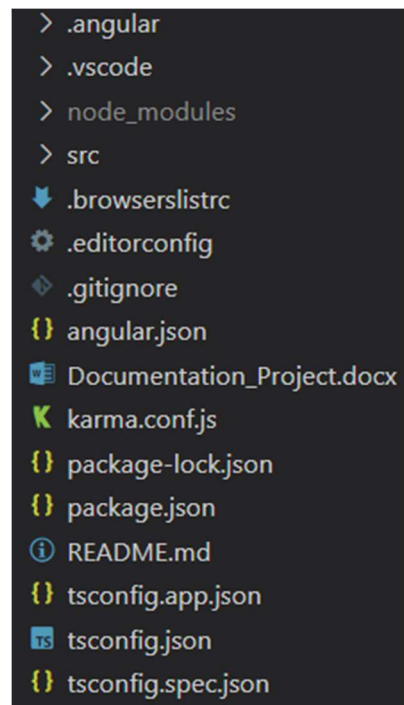 .angular
.vscode
node_modules
src
.browserslistrc
.editorconfig
.gitignore
angular.json
Documentation_Project.docx
karma.conf.js
package-lock.json
package.json
README.md
tsconfig.app.json
tsconfig.json
tsconfig.spec.json